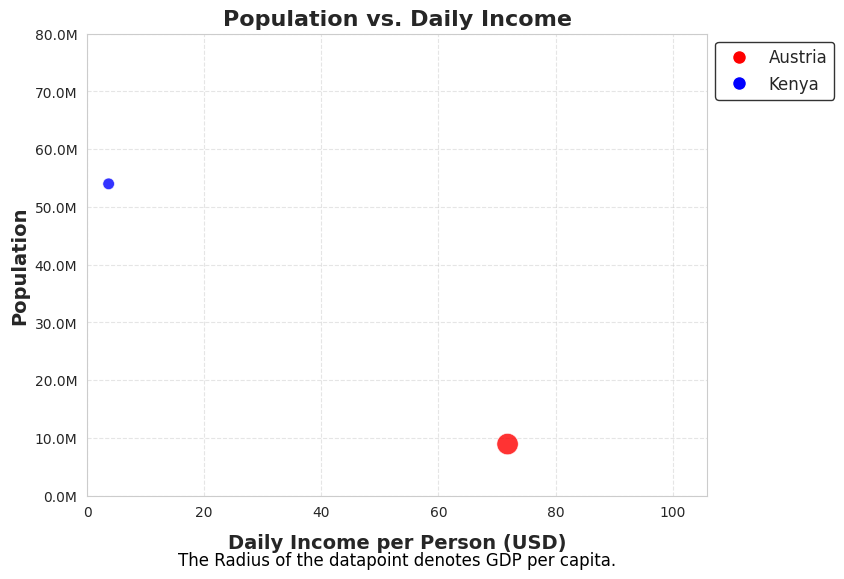 Population vs. Daily Income
Austria
Kenya
80.0M
70.0M
60.0M
50.0M
40.0M
30.0M
20.0M
10.0M
0.0M
Population
0 20 40 60 80 100
Daily Income per Person (USD)
The Radius of the datapoint denotes GDP per capita.